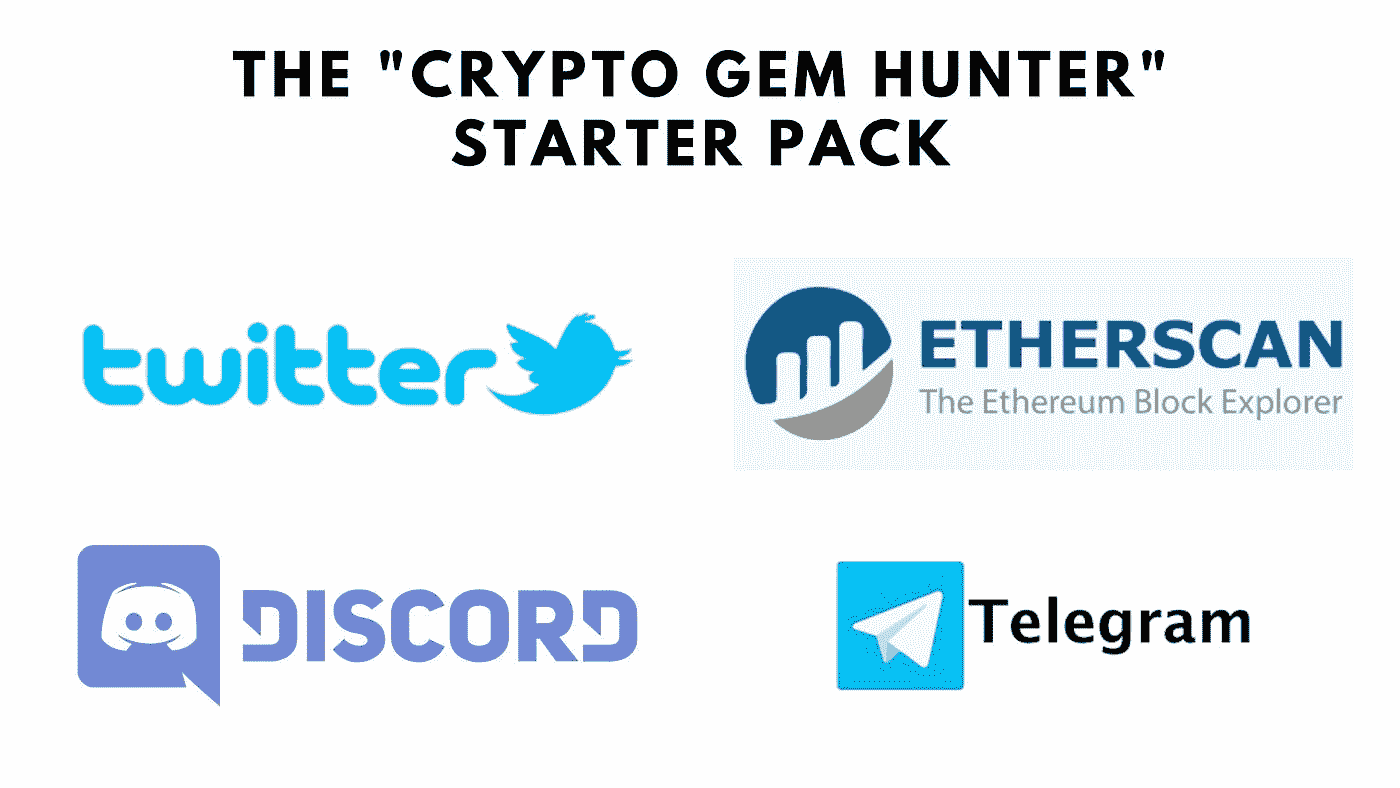 THE "CRYPTO GEM HUNTER"
STARTER PACK
twitter
ETHERSCAN
The Ethereum Block Explorer
DISCORD
Telegram